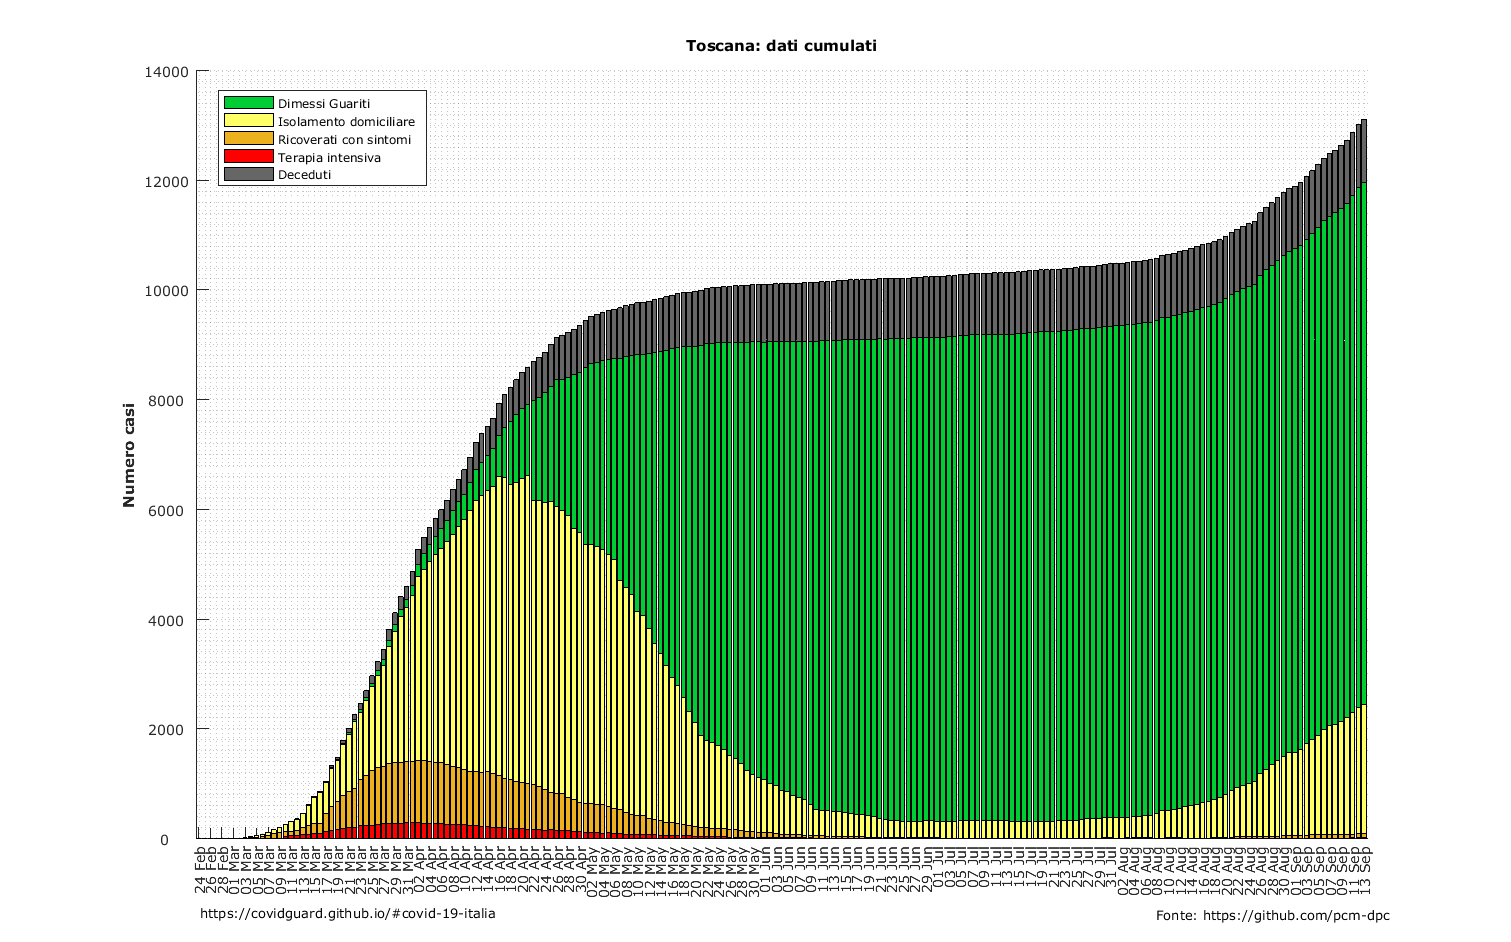 Toscana: dati cumulati
14000
12000
10000
8000
6000
4000
2000
0
Numero casi
Dimessi Guariti
Isolamento domiciliare
Ricoverati con sintomi
Terapia intensiva
Deceduti
24 Feb
26 Feb
28 Feb
01 Mar
03 Mar
05 Mar
07 Mar
09 Mar
11 Mar
13 Mar
15 Mar
17 Mar
19 Mar
21 Mar
23 Mar
25 Mar
27 Mar
29 Mar
31 Mar
02 Apr
04 Apr
06 Apr
08 Apr
10 Apr
12 Apr
14 Apr
16 Apr
18 Apr
20 Apr
22 Apr
24 Apr
26 Apr
28 Apr
30 Apr
02 May
04 May
06 May
08 May
10 May
12 May
14 May
16 May
18 May
20 May
22 May
24 May
26 May
28 May
30 May
01 Jun
03 Jun
05 Jun
07 Jun
09 Jun
11 Jun
13 Jun
15 Jun
17 Jun
19 Jun
21 Jun
23 Jun
25 Jun
27 Jun
29 Jun
01 Jul
03 Jul
05 Jul
07 Jul
09 Jul
11 Jul
13 Jul
15 Jul
17 Jul
19 Jul
21 Jul
23 Jul
25 Jul
27 Jul
29 Jul
31 Jul
02 Aug
04 Aug
06 Aug
08 Aug
10 Aug
12 Aug
14 Aug
16 Aug
18 Aug
20 Aug
22 Aug
24 Aug
26 Aug
28 Aug
30 Aug
01 Sep
03 Sep
05 Sep
07 Sep
09 Sep
11 Sep
13 Sep
https://covidguard.github.io/#covid-19-italia
Fonte: https://github.com/pcm-dpc